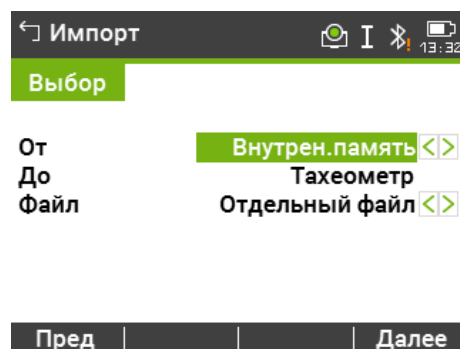 Импорт
I
13:32
Выбор
От Внутрен.память
До Тахеометр
Файл Отдельный файл
Пред Далее